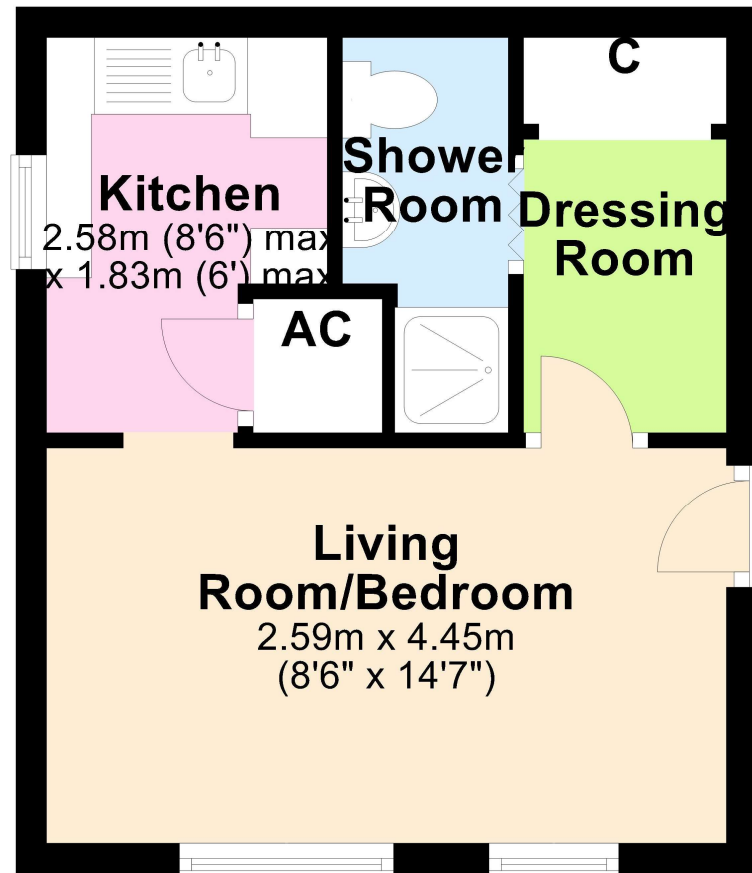 C
Shower
: Room
Kitchen
2.58m (8'6") max
x 1.83m (6') max
Dressing
Room
AC
Living
Room/Bedroom
2.59m x 4.45m
(8'6" x 14'7")